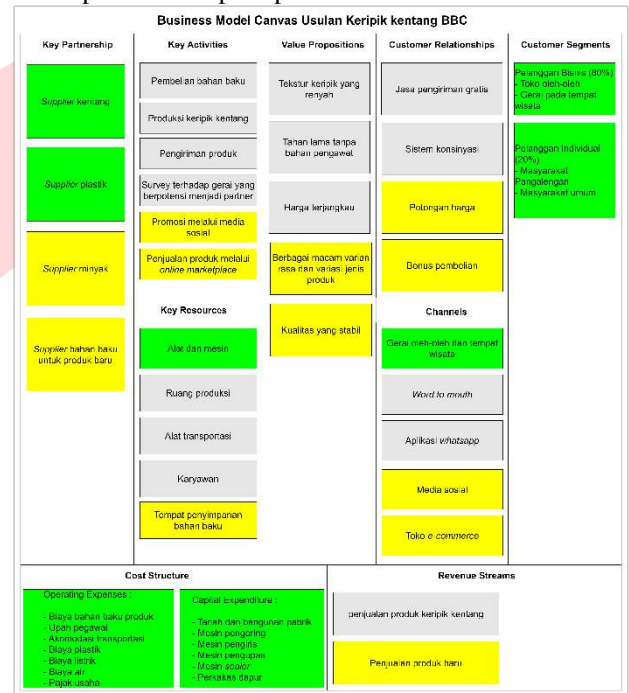 Business Model Canvas Usulan Keripik kentang BBC
Key Partnership
Supplier kentang
Supplier plastik
Supplier minyak
Supplier bahan baku
untuk produk baru
Key Activities
Pembelian bahan baku
Produksi keripik kentang
Pengiriman produk
Survey terhadap gerai yang
berpotensi menjadi partner
Promosi melalui media
sosial
Penjualan produk melalui
online marketplace
Key Resources
Alat dan mesin
Ruang produksi
Alat transportasi
Karyawan
Tempat penyimpanan
bahan baku
Value Propositions
Tekstur keripik yang
renyah
Tahan lama tanpa
bahan pengawet
Harga terjangkau
Berbagai macam varian
rasa dan variasi jenis
produk
Kualitas yang stabil
Customer Relationships
Jasa pengiriman gratis
Sistem konsinyasi
Potongan harga
Bonus pembelian
Channels
Gerai oleh-oleh dan tempat
wisata
Word to mouth
Aplikasi whatsapp
Media sosial
Toko e-commerce
Customer Segments
Pelanggan Bisnis (80%)
- Toko oleh-oleh
- Gerai pada tempat
wisata
Pelanggan Individual
(20%)
- Masyarakat
Pangalengan
- Masyarakat umum
Cost Structure
Operating Expenses :
- Biaya bahan baku produk
- Upah pegawai
- Akomodasi transportasi
- Biaya plastik
- Biaya listrik
- Biaya air
- Pajak usaha
Capital Expenditure :
- Tanah dan bangunan pabrik
- Mesin pengoring
- Mesin pengiris
- Mesin pengupas
- Mesin sealer
- Perkakas dapur
Revenue Streams
penjualan produk keripik kentang
Penjualan produk baru